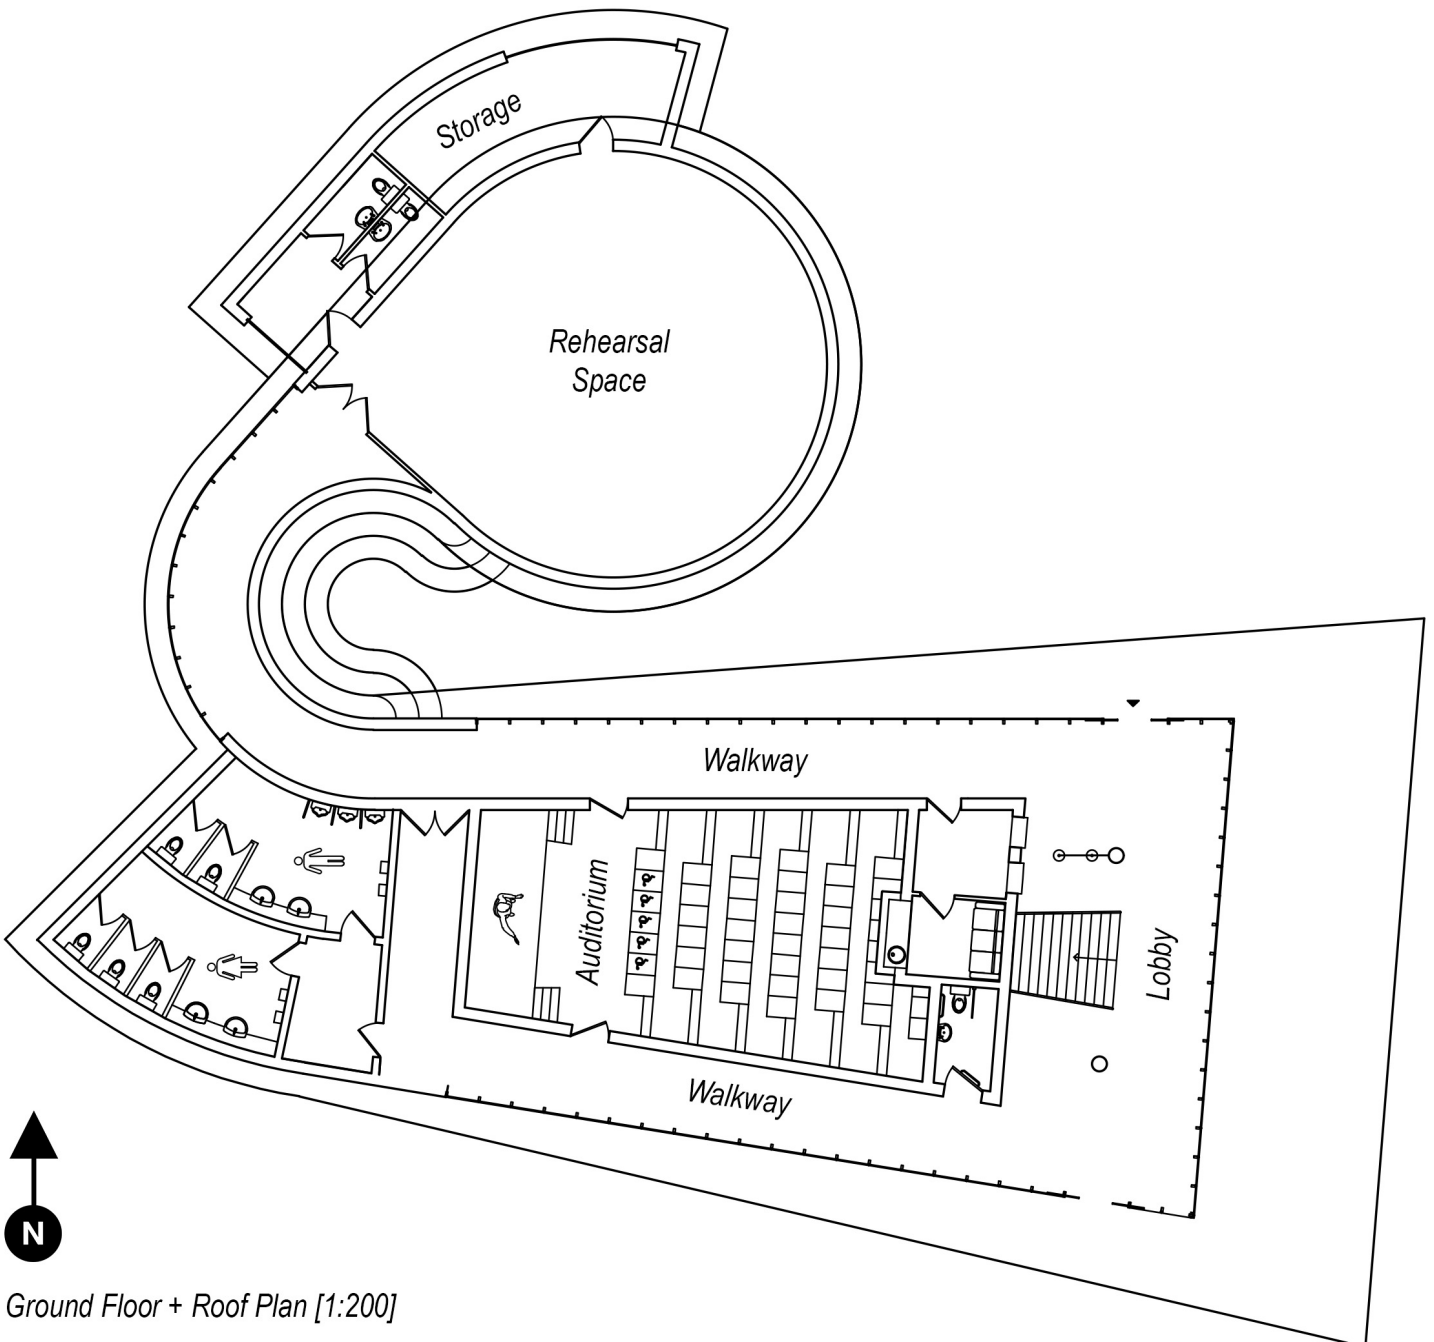 Storage
Rehearsal
Space
Walkway
Auditorium
Lobby
Walkway
N
Ground Floor + Roof Plan [1:200]